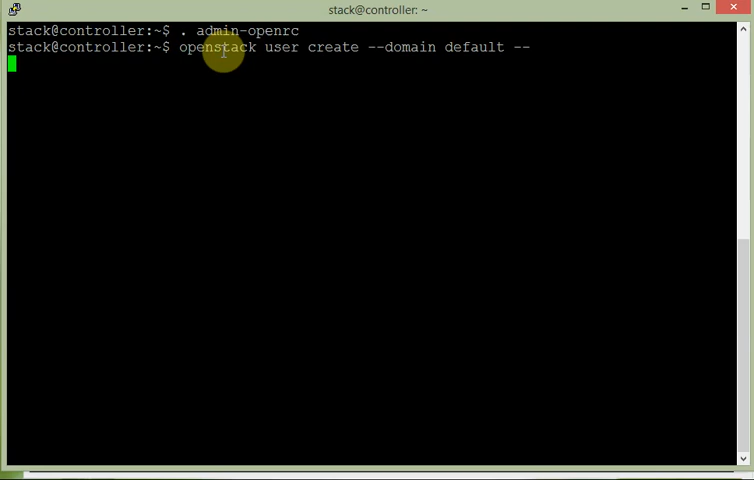 stack@controller: ~
stack@controller:~$ . admin-openrc
stack@controller:~$ openstack user create --domain default --